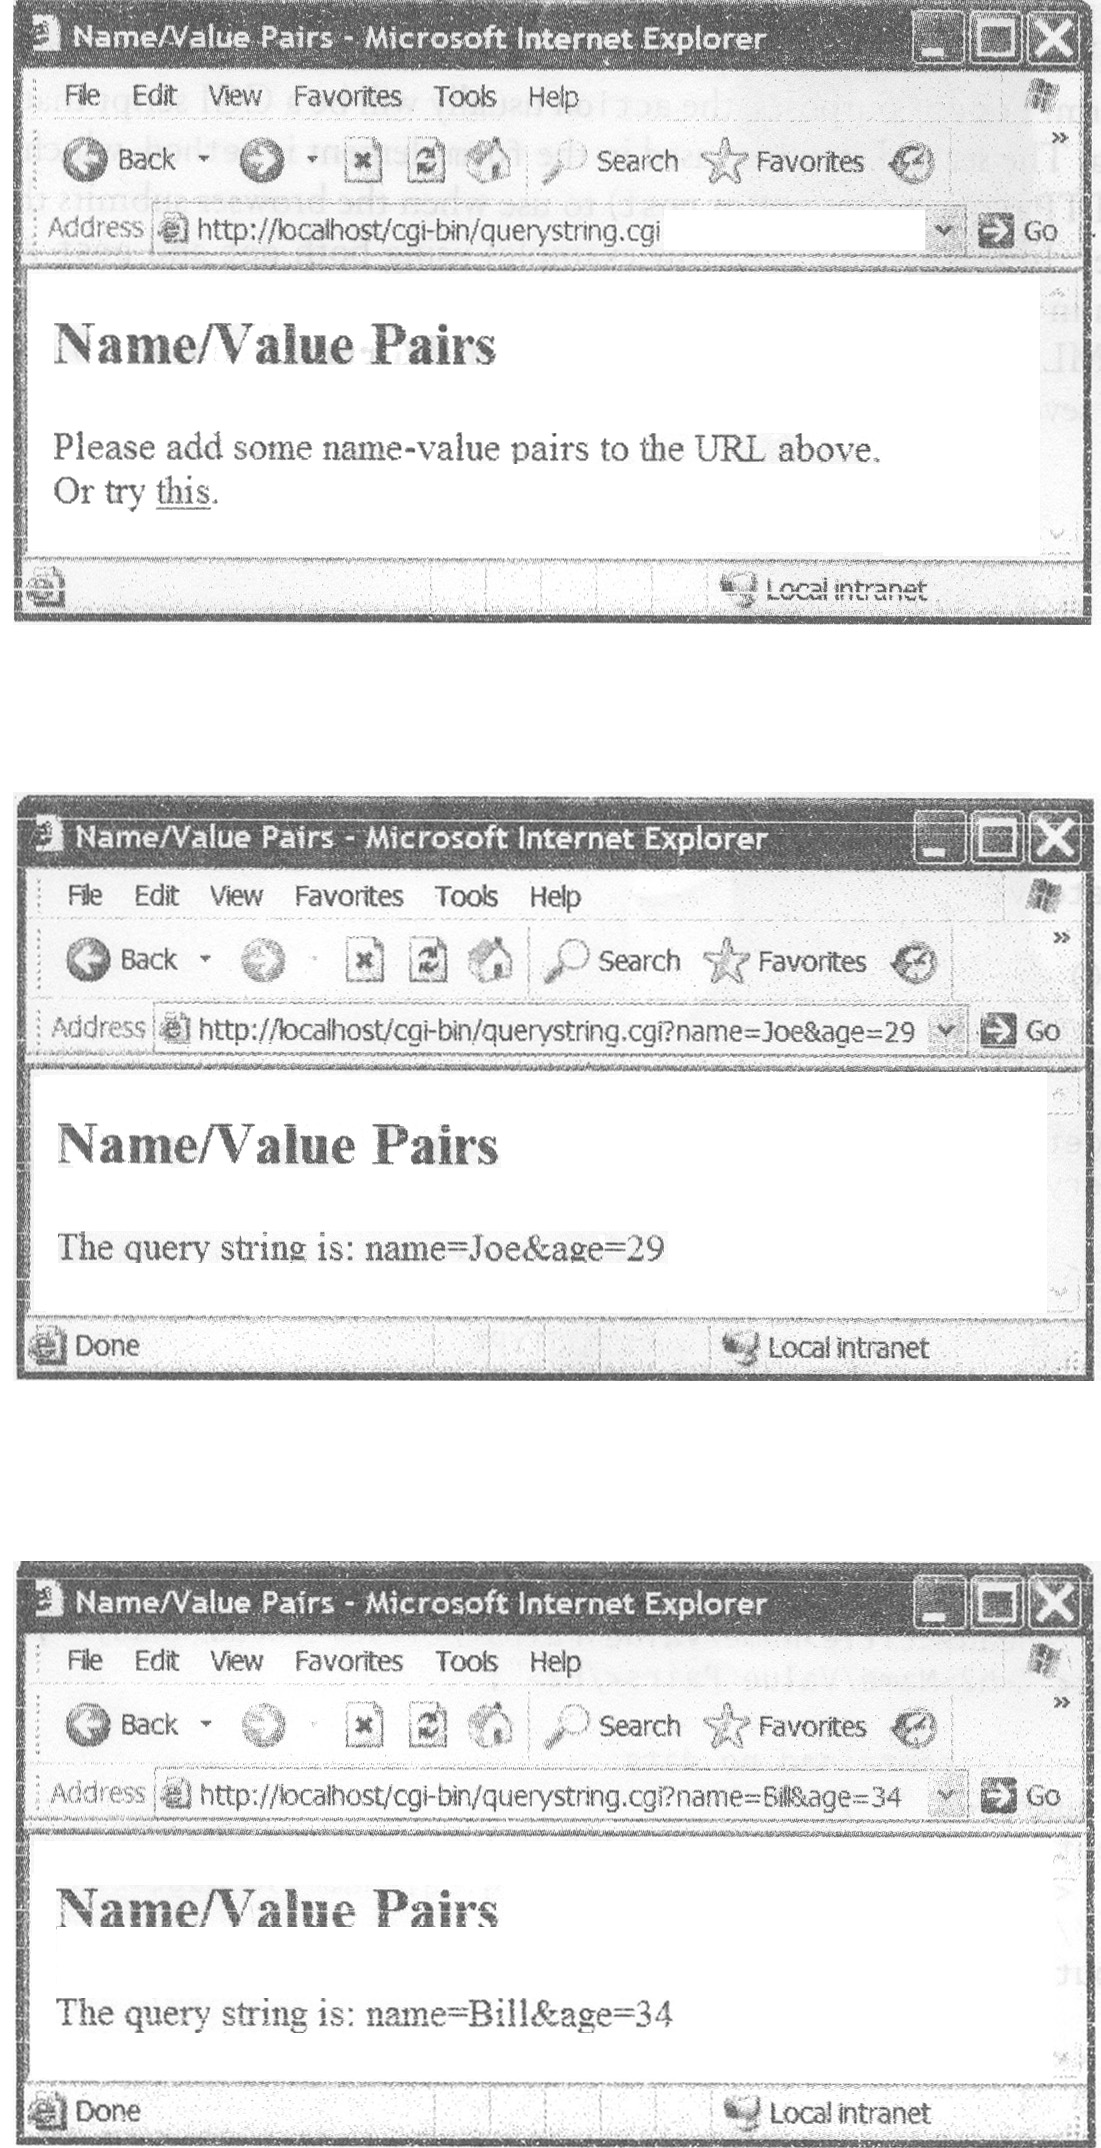 Name/Value Pairs - Microsoft Internet Explorer
File Edit View Favorites Tools Help
Back Search Favorites »
Address http://localhost/cgi-bin/querystring.cgi Go
Name/Value Pairs
Please add some name-value pairs to the URL above.
Or try this.
Local intranet
Name/Value Pairs - Microsoft Internet Explorer
File Edit View Favorites Tools Help
Back Search Favorites »
Address http://localhost/cgi-bin/querystring.cgi?name=Joe&age=29 Go
Name/Value Pairs
The query string is: name=Joe&age=29
Done Local intranet
Name/Value Pairs - Microsoft Internet Explorer
File Edit View Favorites Tools Help
Back Search Favorites »
Address http://localhost/cgi-bin/querystring.cgi?name=Bill&age=34 Go
Name/Value Pairs
The query string is: name=Bill&age=34
Done Local intranet